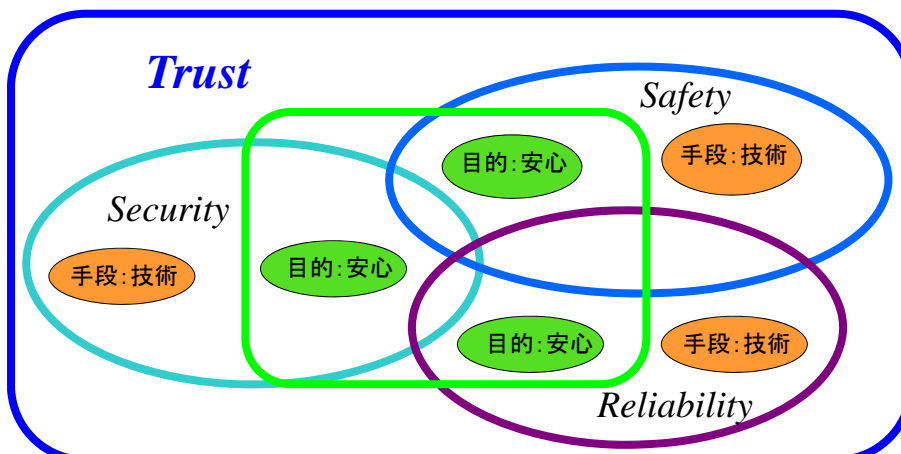 Trust
Safety
目的:安心
手段:技術
Security
目的:安心
手段:技術
目的:安心
手段:技術
Reliability